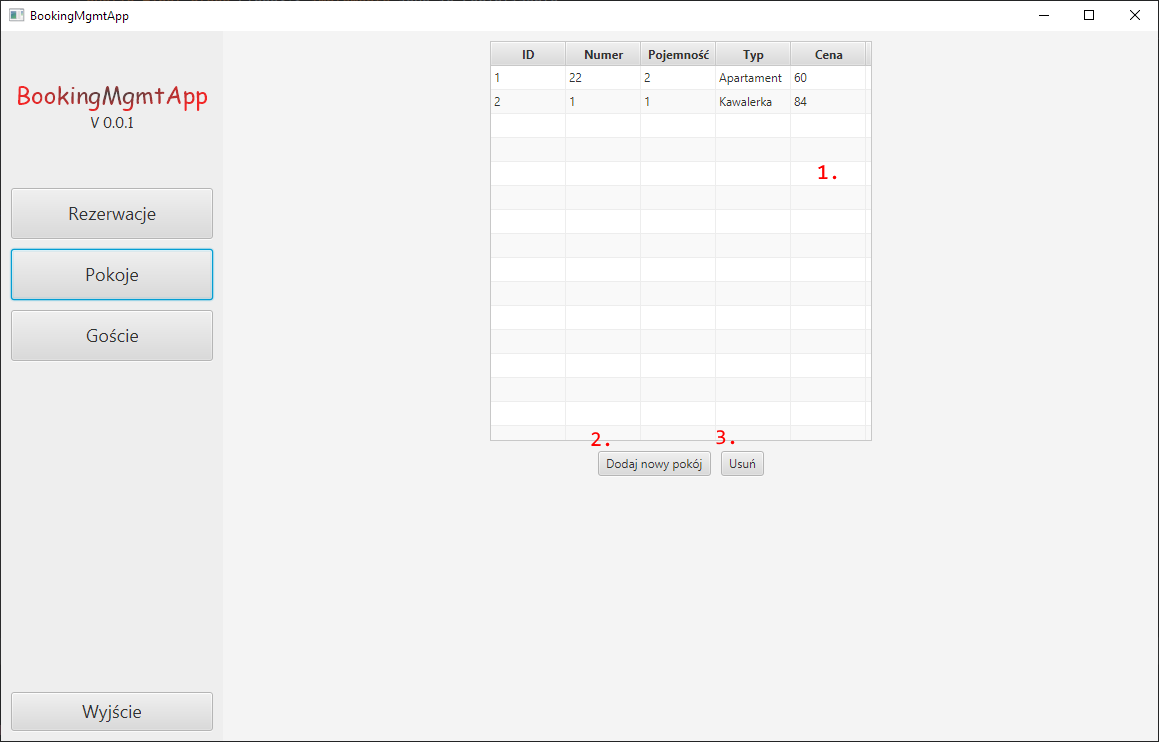 BookingMgmtApp
BookingMgmtApp
V 0.0.1
Rezerwacje
Pokoje
Goście
Wyjście
ID Numer Pojemność Typ Cena
1 22 2 Apartament 60
2 1 1 Kawalerka 84
1.
2. 3.
Dodaj nowy pokój Usuń